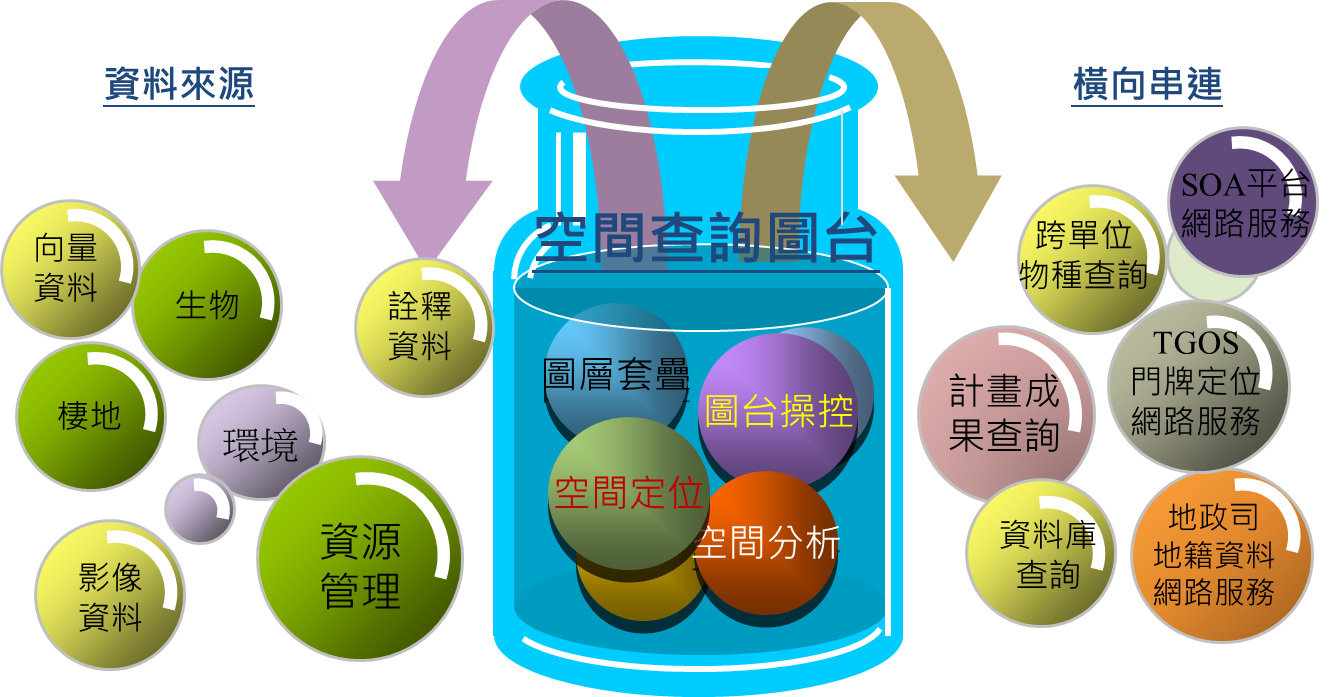 資料來源
向量
資料
生物
棲地
環境
影像
資料
資源
管理
詮釋
資料
空間查詢圖台
圖層套疊
圖台操控
空間定位
空間分析
橫向串連
SOA平台
網路服務
跨單位
物種查詢
TGOS
門牌定位
網路服務
計畫成
果查詢
資料庫
查詢
地政司
地籍資料
網路服務